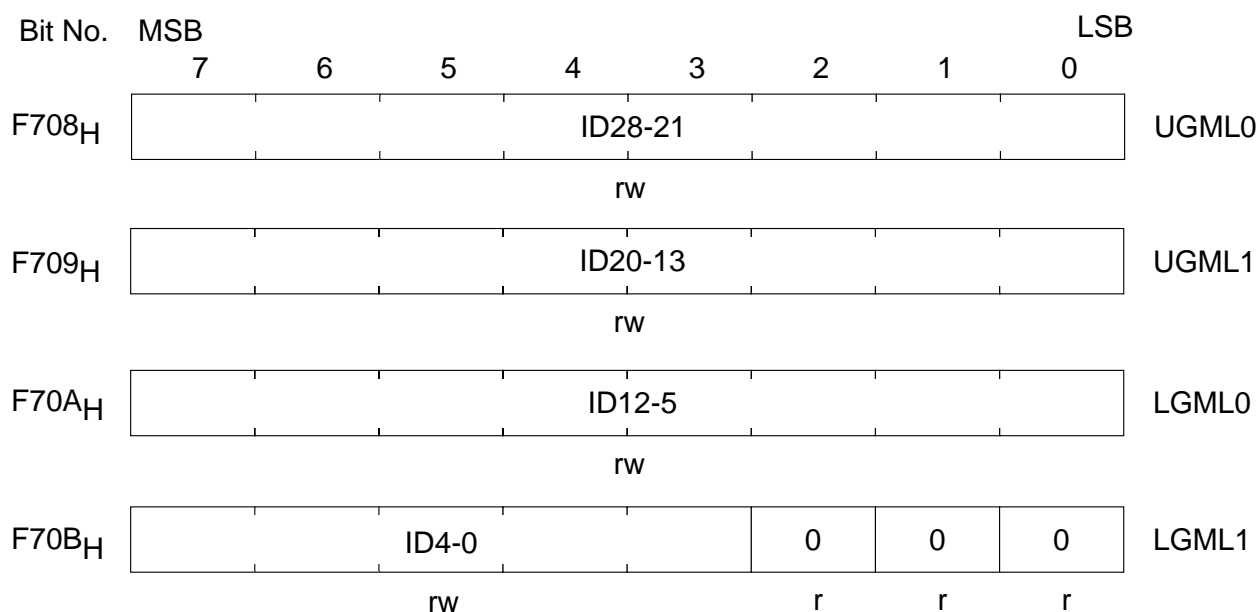 Bit No. MSB LSB
7 6 5 4 3 2 1 0
F708H ID28-21 UGML0
rw
F709H ID20-13 UGML1
rw
F70AH ID12-5 LGML0
rw
F70BH ID4-0 0 0 0 LGML1
rw r r r